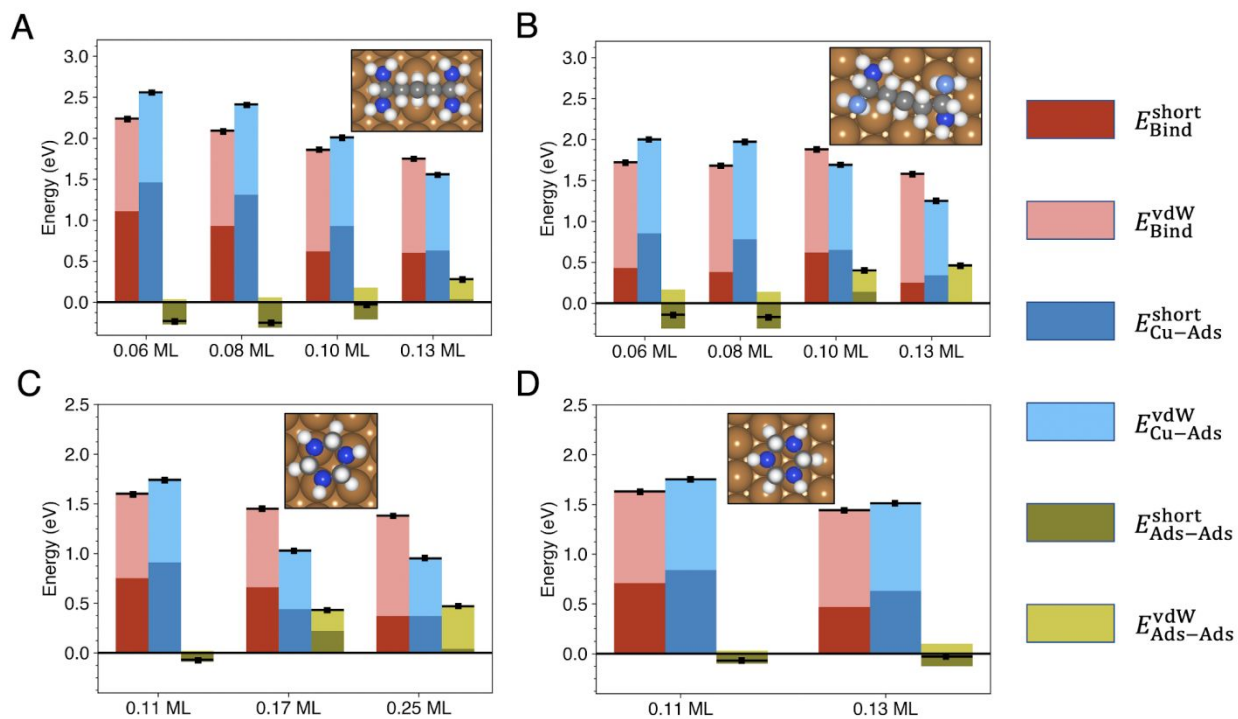 A
Energy (eV)
3.0
2.5
2.0
1.5
1.0
0.5
0.0
0.06 ML 0.08 ML 0.10 ML 0.13 ML
B
Energy (eV)
3.0
2.5
2.0
1.5
1.0
0.5
0.0
0.06 ML 0.08 ML 0.10 ML 0.13 ML
C
Energy (eV)
2.5
2.0
1.5
1.0
0.5
0.0
0.11 ML 0.17 ML 0.25 ML
D
Energy (eV)
2.5
2.0
1.5
1.0
0.5
0.0
0.11 ML 0.13 ML
E^short_Bind
E^vdW_Bind
E^short_Cu−Ads
E^vdW_Cu−Ads
E^short_Ads−Ads
E^vdW_Ads−Ads